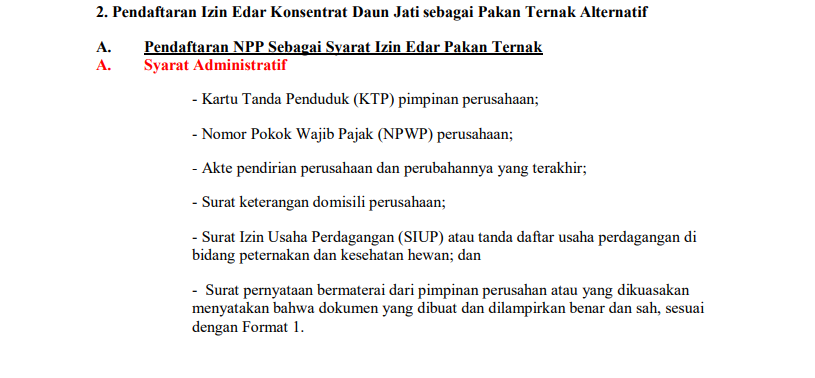 2. Pendaftaran Izin Edar Konsentrat Daun Jati sebagai Pakan Ternak Alternatif
A. Pendaftaran NPP Sebagai Syarat Izin Edar Pakan Ternak
A. Syarat Administratif
- Kartu Tanda Penduduk (KTP) pimpinan perusahaan;
- Nomor Pokok Wajib Pajak (NPWP) perusahaan;
- Akte pendirian perusahaan dan perubahannya yang terakhir;
- Surat keterangan domisili perusahaan;
- Surat Izin Usaha Perdagangan (SIUP) atau tanda daftar usaha perdagangan di
bidang peternakan dan kesehatan hewan; dan
- Surat pernyataan bermaterai dari pimpinan perusahan atau yang dikuasakan
menyatakan bahwa dokumen yang dibuat dan dilampirkan benar dan sah, sesuai
dengan Format 1.